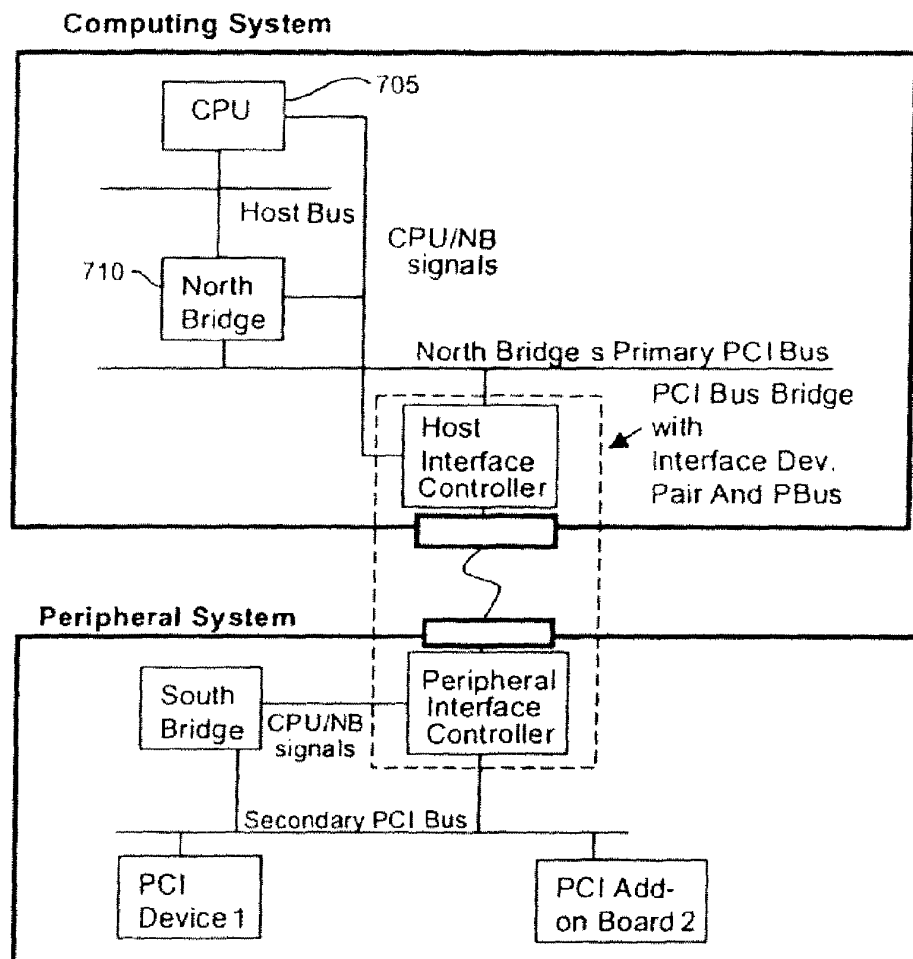 Computing System
705
CPU
Host Bus
CPU/NB
signals
710
North
Bridge
North Bridge s Primary PCI Bus
PCI Bus Bridge
with
Interface Dev.
Pair And PBus
Host
Interface
Controller
Peripheral System
South
Bridge
CPU/NB
signals
Peripheral
Interface
Controller
Secondary PCI Bus
PCI
Device 1
PCI Add-
on Board 2